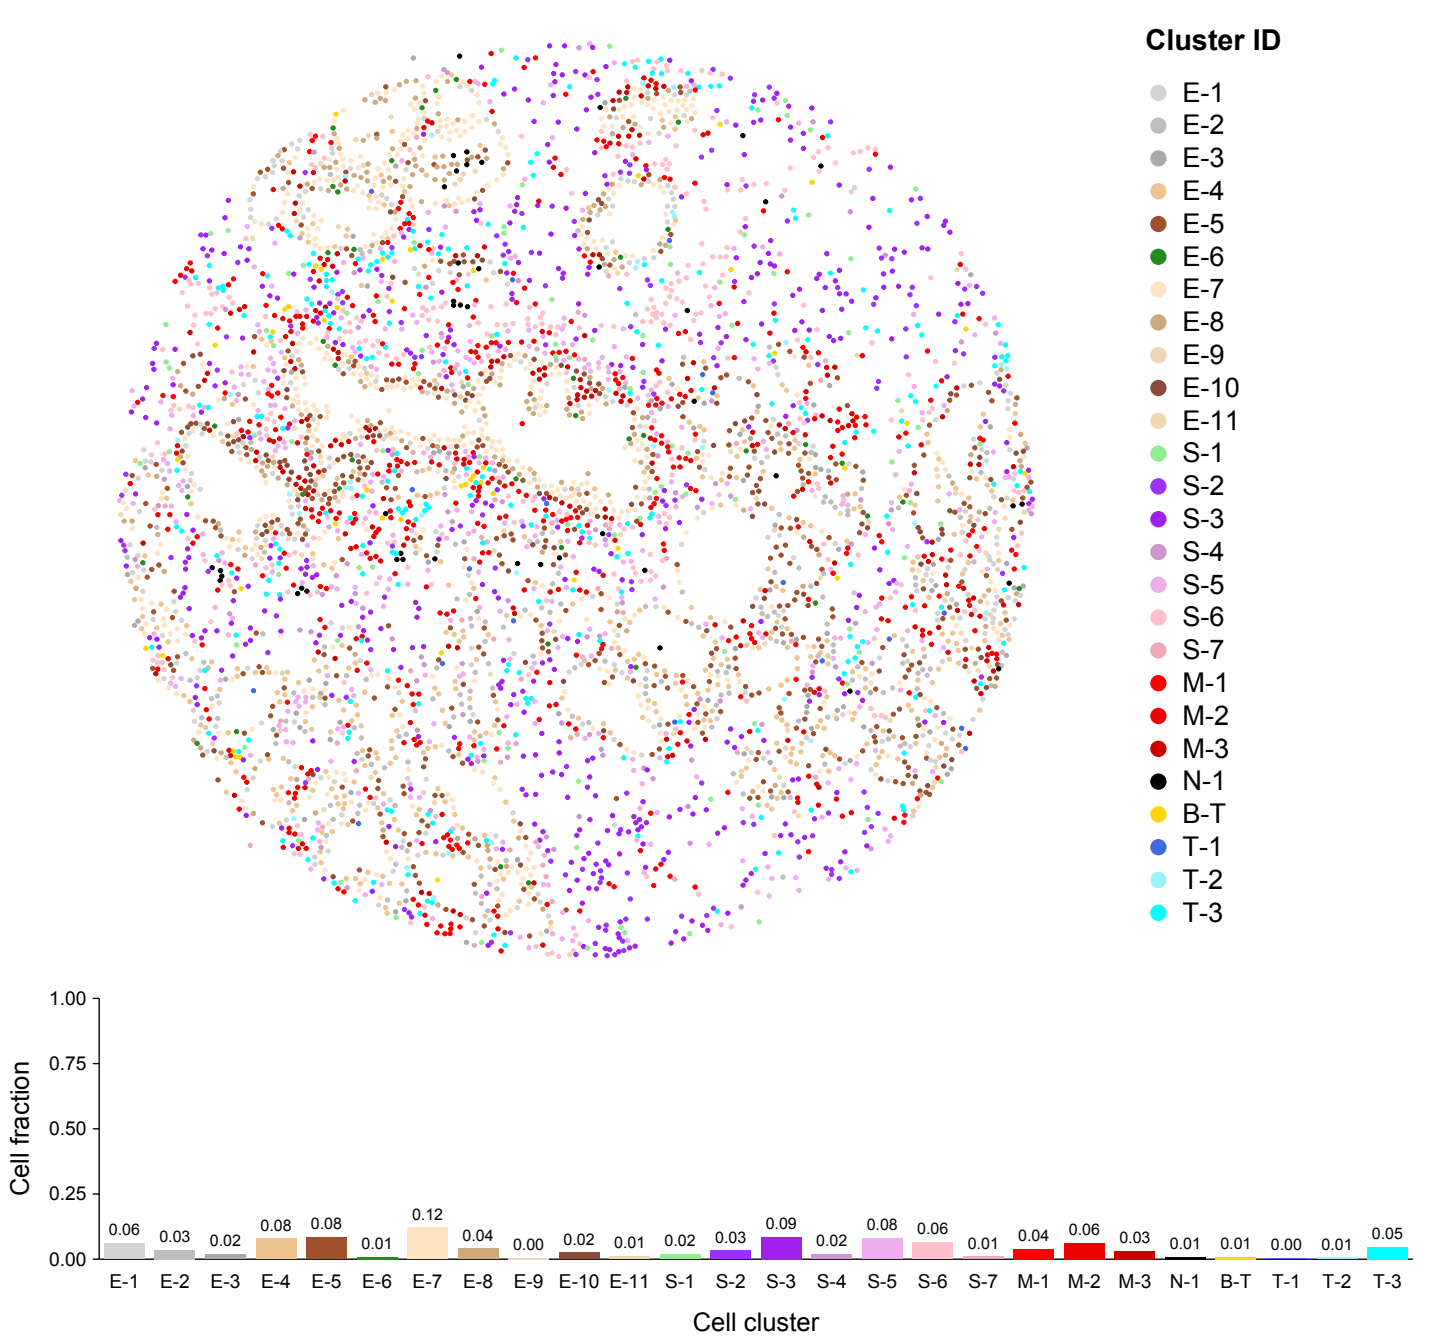 Cluster ID
E-1
E-2
E-3
E-4
E-5
E-6
E-7
E-8
E-9
E-10
E-11
S-1
S-2
S-3
S-4
S-5
S-6
S-7
M-1
M-2
M-3
N-1
B-T
T-1
T-2
T-3
Cell fraction
1.00
0.75
0.50
0.25
0.00
0.06 0.03 0.02 0.08 0.08 0.01 0.12 0.04 0.00 0.02 0.01 0.02 0.03 0.09 0.02 0.08 0.06 0.01 0.04 0.06 0.03 0.01 0.01 0.00 0.01 0.05
E-1 E-2 E-3 E-4 E-5 E-6 E-7 E-8 E-9 E-10 E-11 S-1 S-2 S-3 S-4 S-5 S-6 S-7 M-1 M-2 M-3 N-1 B-T T-1 T-2 T-3
Cell cluster